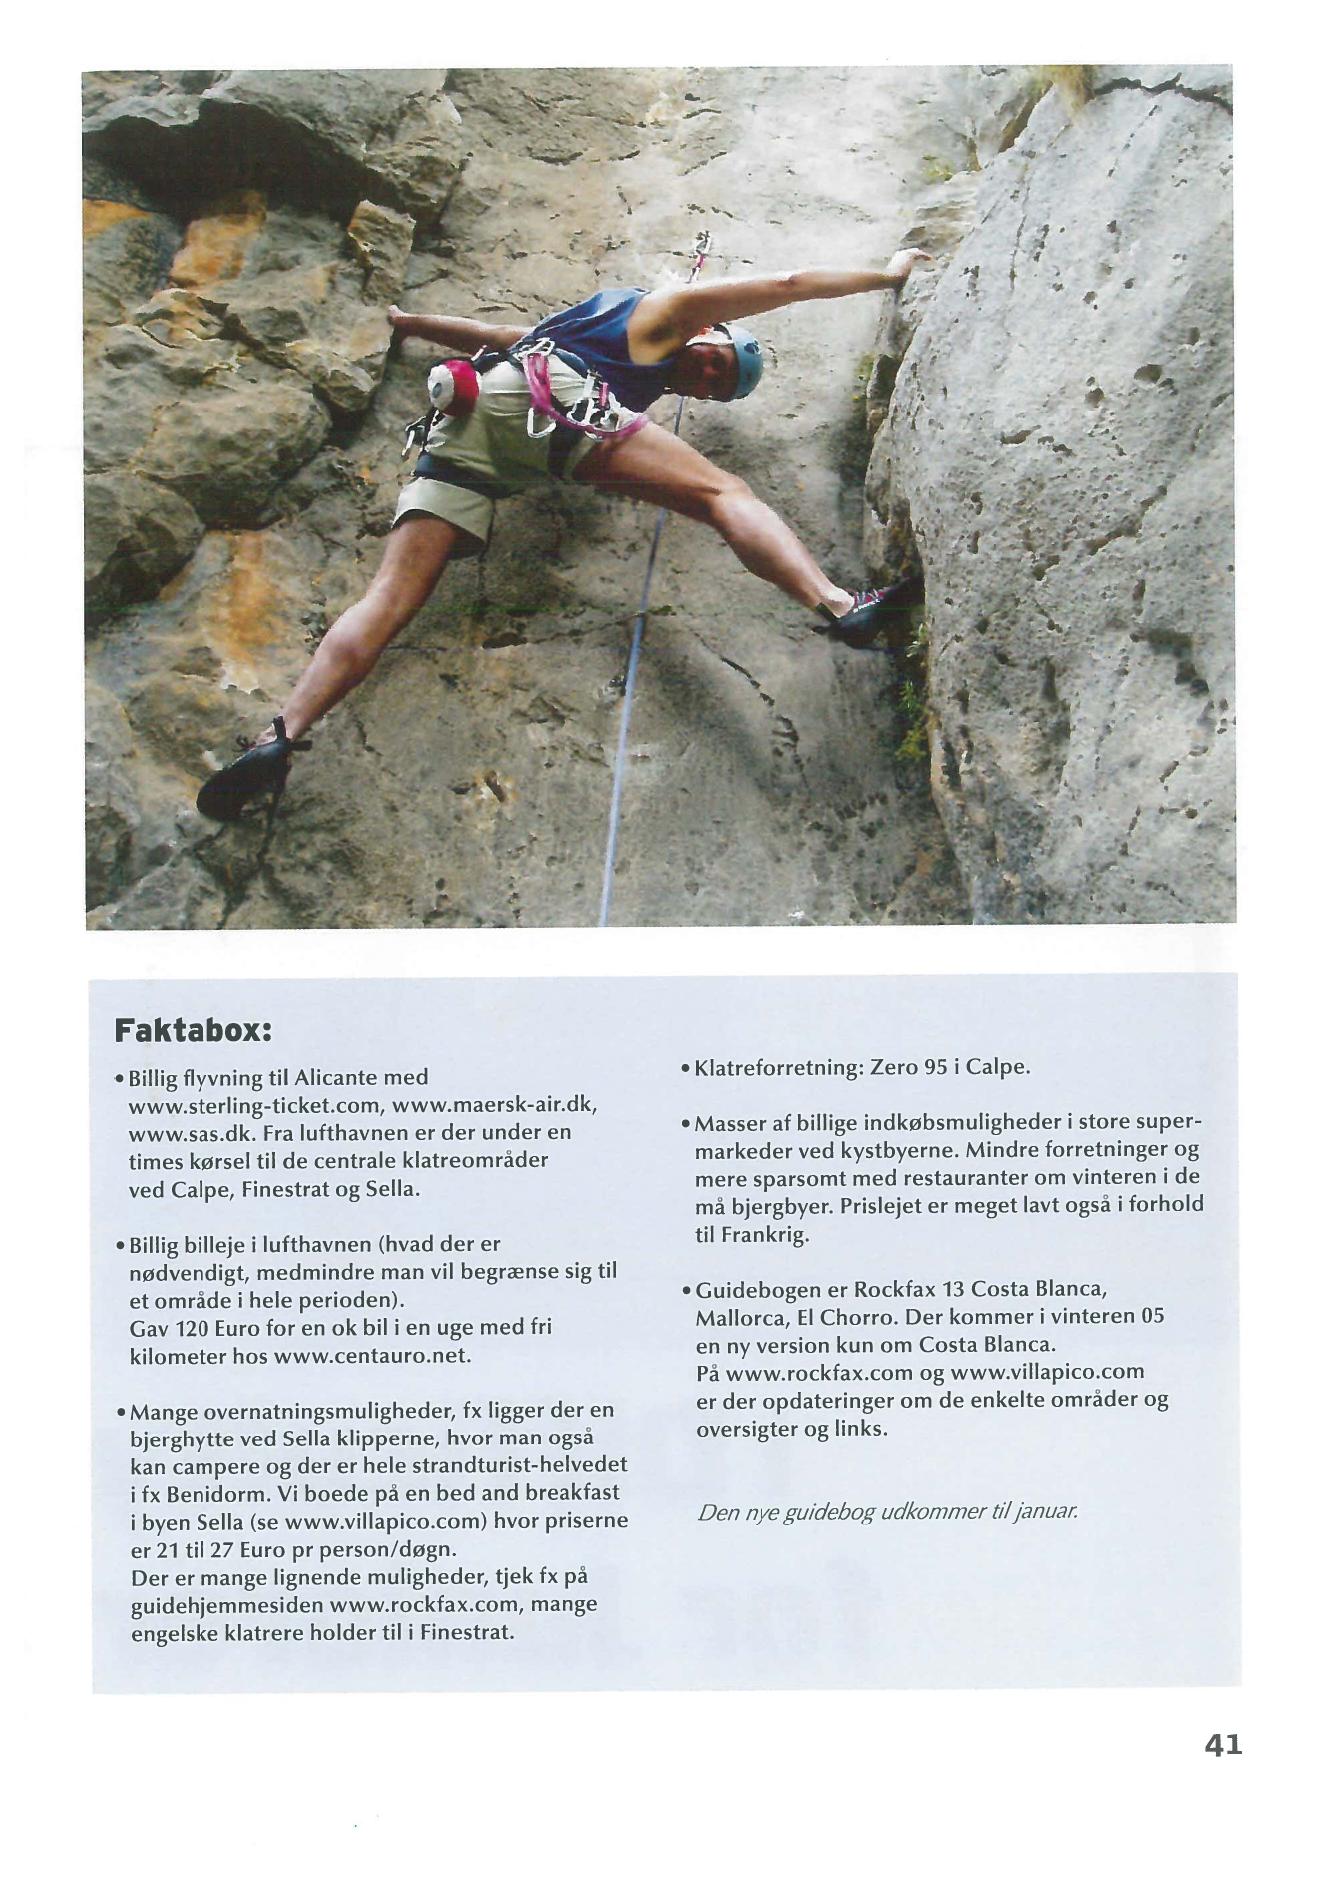 Faktabox:
• Billig flyvning til Alicante med
www.sterling-ticket.com, www.maersk-air.dk,
www.sas.dk. Fra lufthavnen er der under en
times kørsel til de centrale klatreområder
ved Calpe, Finestrat og Sella.
• Billig billeje i lufthavnen (hvad der er
nødvendigt, medmindre man vil begrænse sig til
et område i hele perioden).
Gav 120 Euro for en ok bil i en uge med fri
kilometer hos www.centauro.net.
• Mange overnatningsmuligheder, fx ligger der en
bjerghytte ved Sella klipperne, hvor man også
kan campere og der er hele strandturist-helvedet
i fx Benidorm. Vi boede på en bed and breakfast
i byen Sella (se www.villapico.com) hvor priserne
er 21 til 27 Euro pr person/døgn.
Der er mange lignende muligheder, tjek fx på
guidehjemmesiden www.rockfax.com, mange
engelske klatrere holder til i Finestrat.
• Klatreforretning: Zero 95 i Calpe.
• Masser af billige indkøbsmuligheder i store super-
markeder ved kystbyerne. Mindre forretninger og
mere sparsomt med restauranter om vinteren i de
må bjergbyer. Prislejet er meget lavt også i forhold
til Frankrig.
• Guidebogen er Rockfax 13 Costa Blanca,
Mallorca, El Chorro. Der kommer i vinteren 05
en ny version kun om Costa Blanca.
På www.rockfax.com og www.villapico.com
er der opdateringer om de enkelte områder og
oversigter og links.
Den nye guidebog udkommer til januar.
41